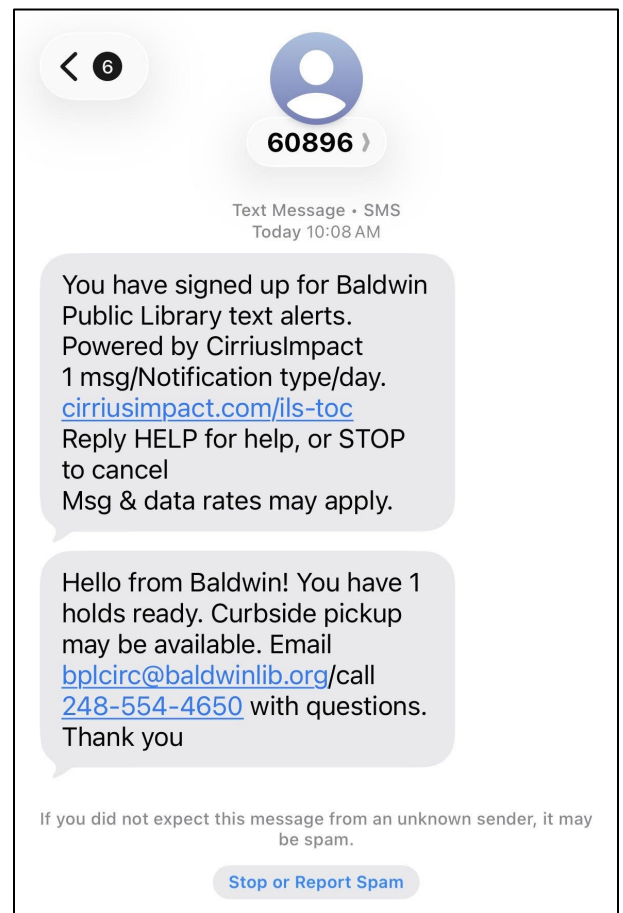 6
60896
Text Message • SMS
Today 10:08 AM
You have signed up for Baldwin
Public Library text alerts.
Powered by CirriusImpact
1 msg/Notification type/day.
cirriusimpact.com/ils-toc
Reply HELP for help, or STOP
to cancel
Msg & data rates may apply.
Hello from Baldwin! You have 1
holds ready. Curbside pickup
may be available. Email
bplcirc@baldwinlib.org/call
248-554-4650 with questions.
Thank you
If you did not expect this message from an unknown sender, it may
be spam.
Stop or Report Spam